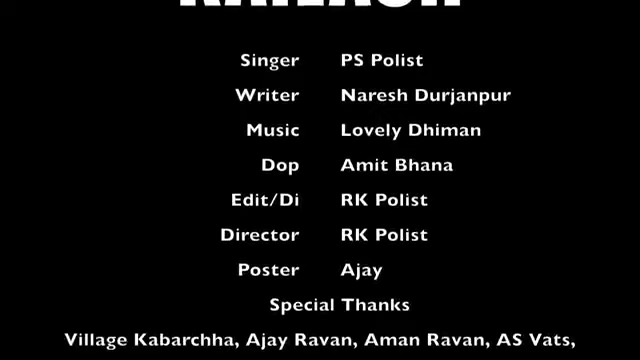 KAILASH
Singer PS Polist
Writer Naresh Durjanpur
Music Lovely Dhiman
Dop Amit Bhana
Edit/Di RK Polist
Director RK Polist
Poster Ajay
Special Thanks
Village Kabarchha, Ajay Ravan, Aman Ravan, AS Vats,